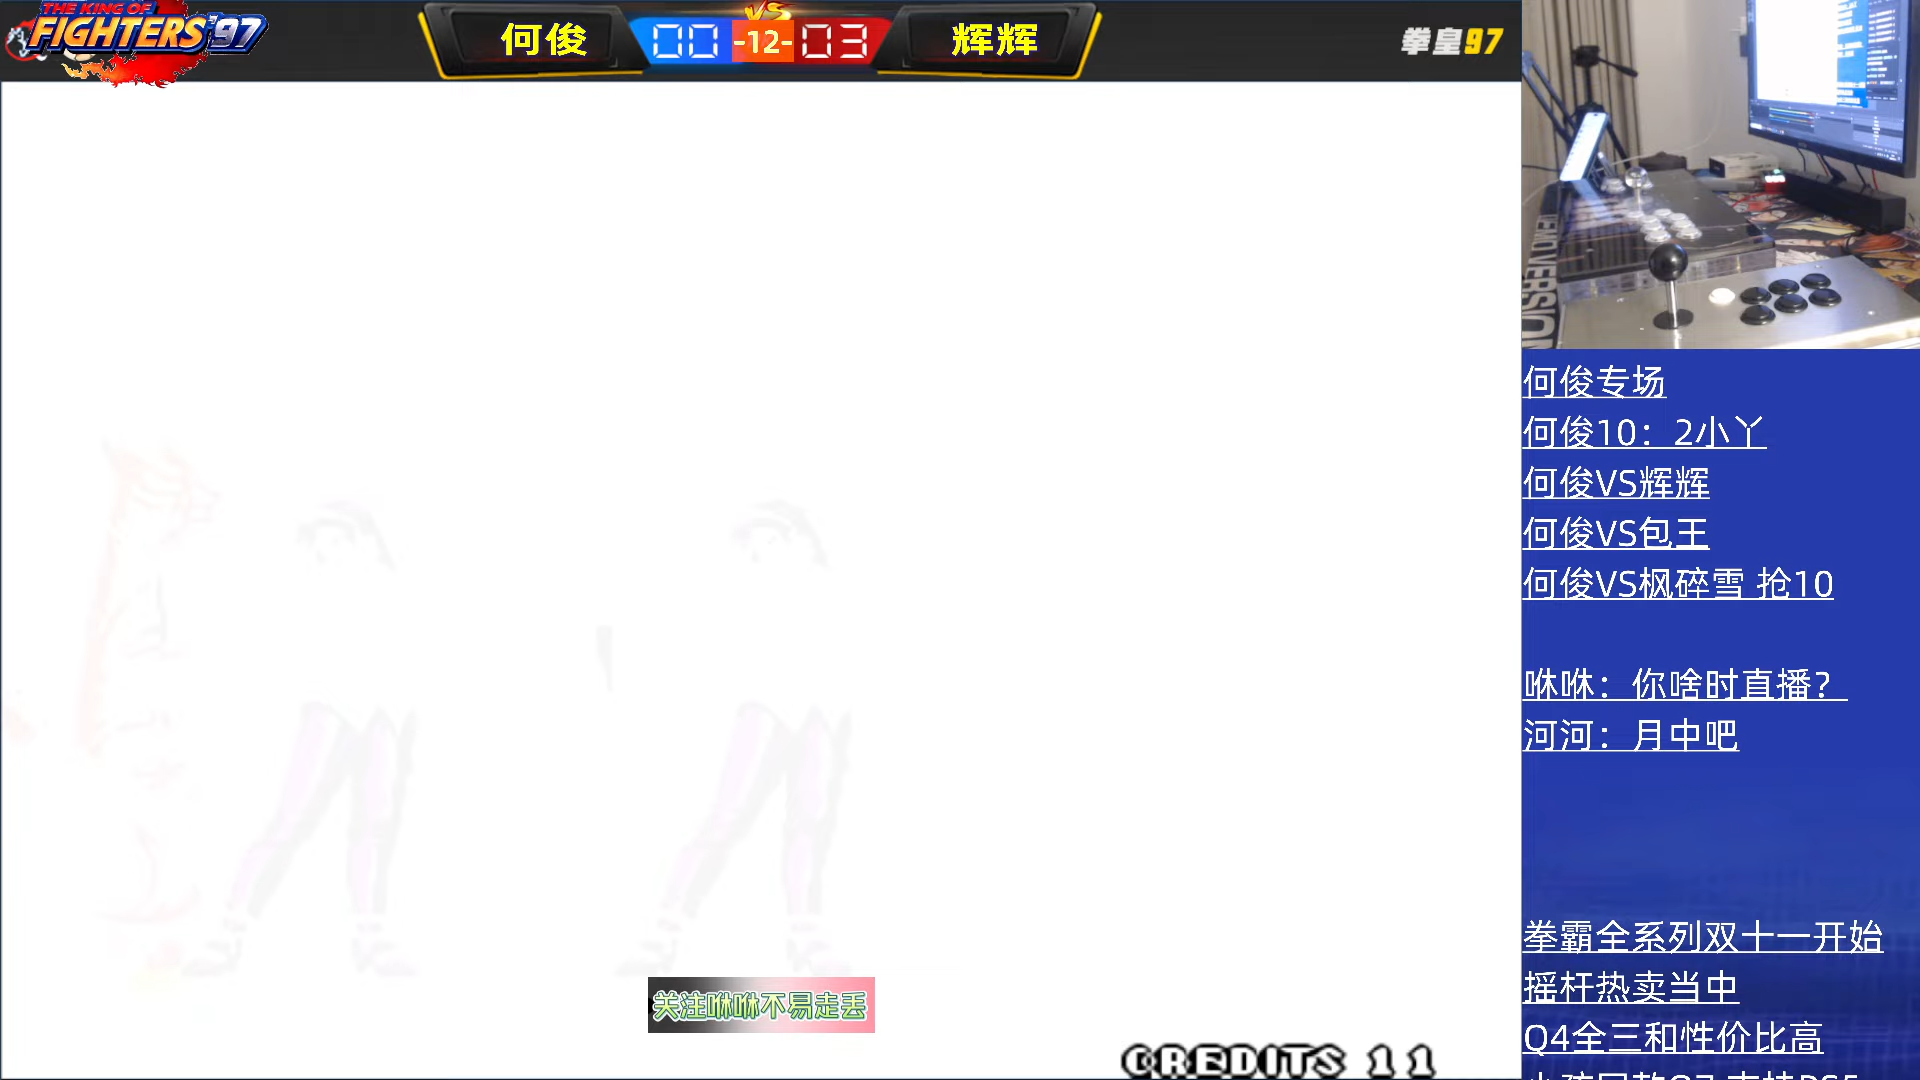 THE KING OF
FIGHTERS'97
何俊
00
VS
-12-
03
辉辉
拳皇97
DEMO VERSION
何俊专场
何俊10：2小丫
何俊VS辉辉
何俊VS包王
何俊VS枫碎雪 抢10
咻咻：你啥时直播？
河河：月中吧
拳霸全系列双十一开始
摇杆热卖当中
Q4全三和性价比高
关注咻咻不易走丢
CREDITS 11